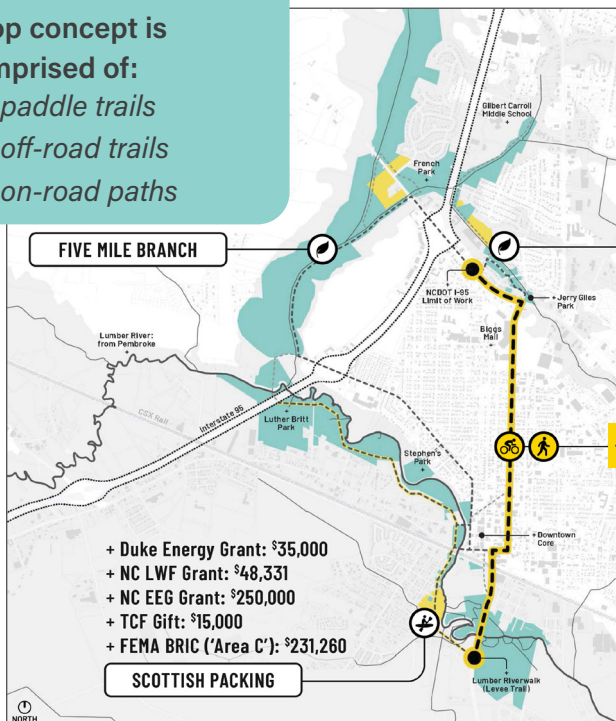 op concept is
mprised of:
paddle trails
off-road trails
on-road paths
Gilbert Carroll
Middle School
+
French
Park
+
FIVE MILE BRANCH
NCDOT I-95
Limit of Work
+ Jerry Giles
Park
Biggs
Mall
+
Lumber River:
from Pembroke
+
CSX Rail
Interstate 95
+
Luther Britt
Park
Stephen's
Park
+
+ Downtown
Core
+ Duke Energy Grant: $35,000
+ NC LWF Grant: $48,331
+ NC EEG Grant: $250,000
+ TCF Gift: $15,000
+ FEMA BRIC ('Area C'): $231,260
SCOTTISH PACKING
Lumber Riverwalk
(Levee Trail)
NORTH